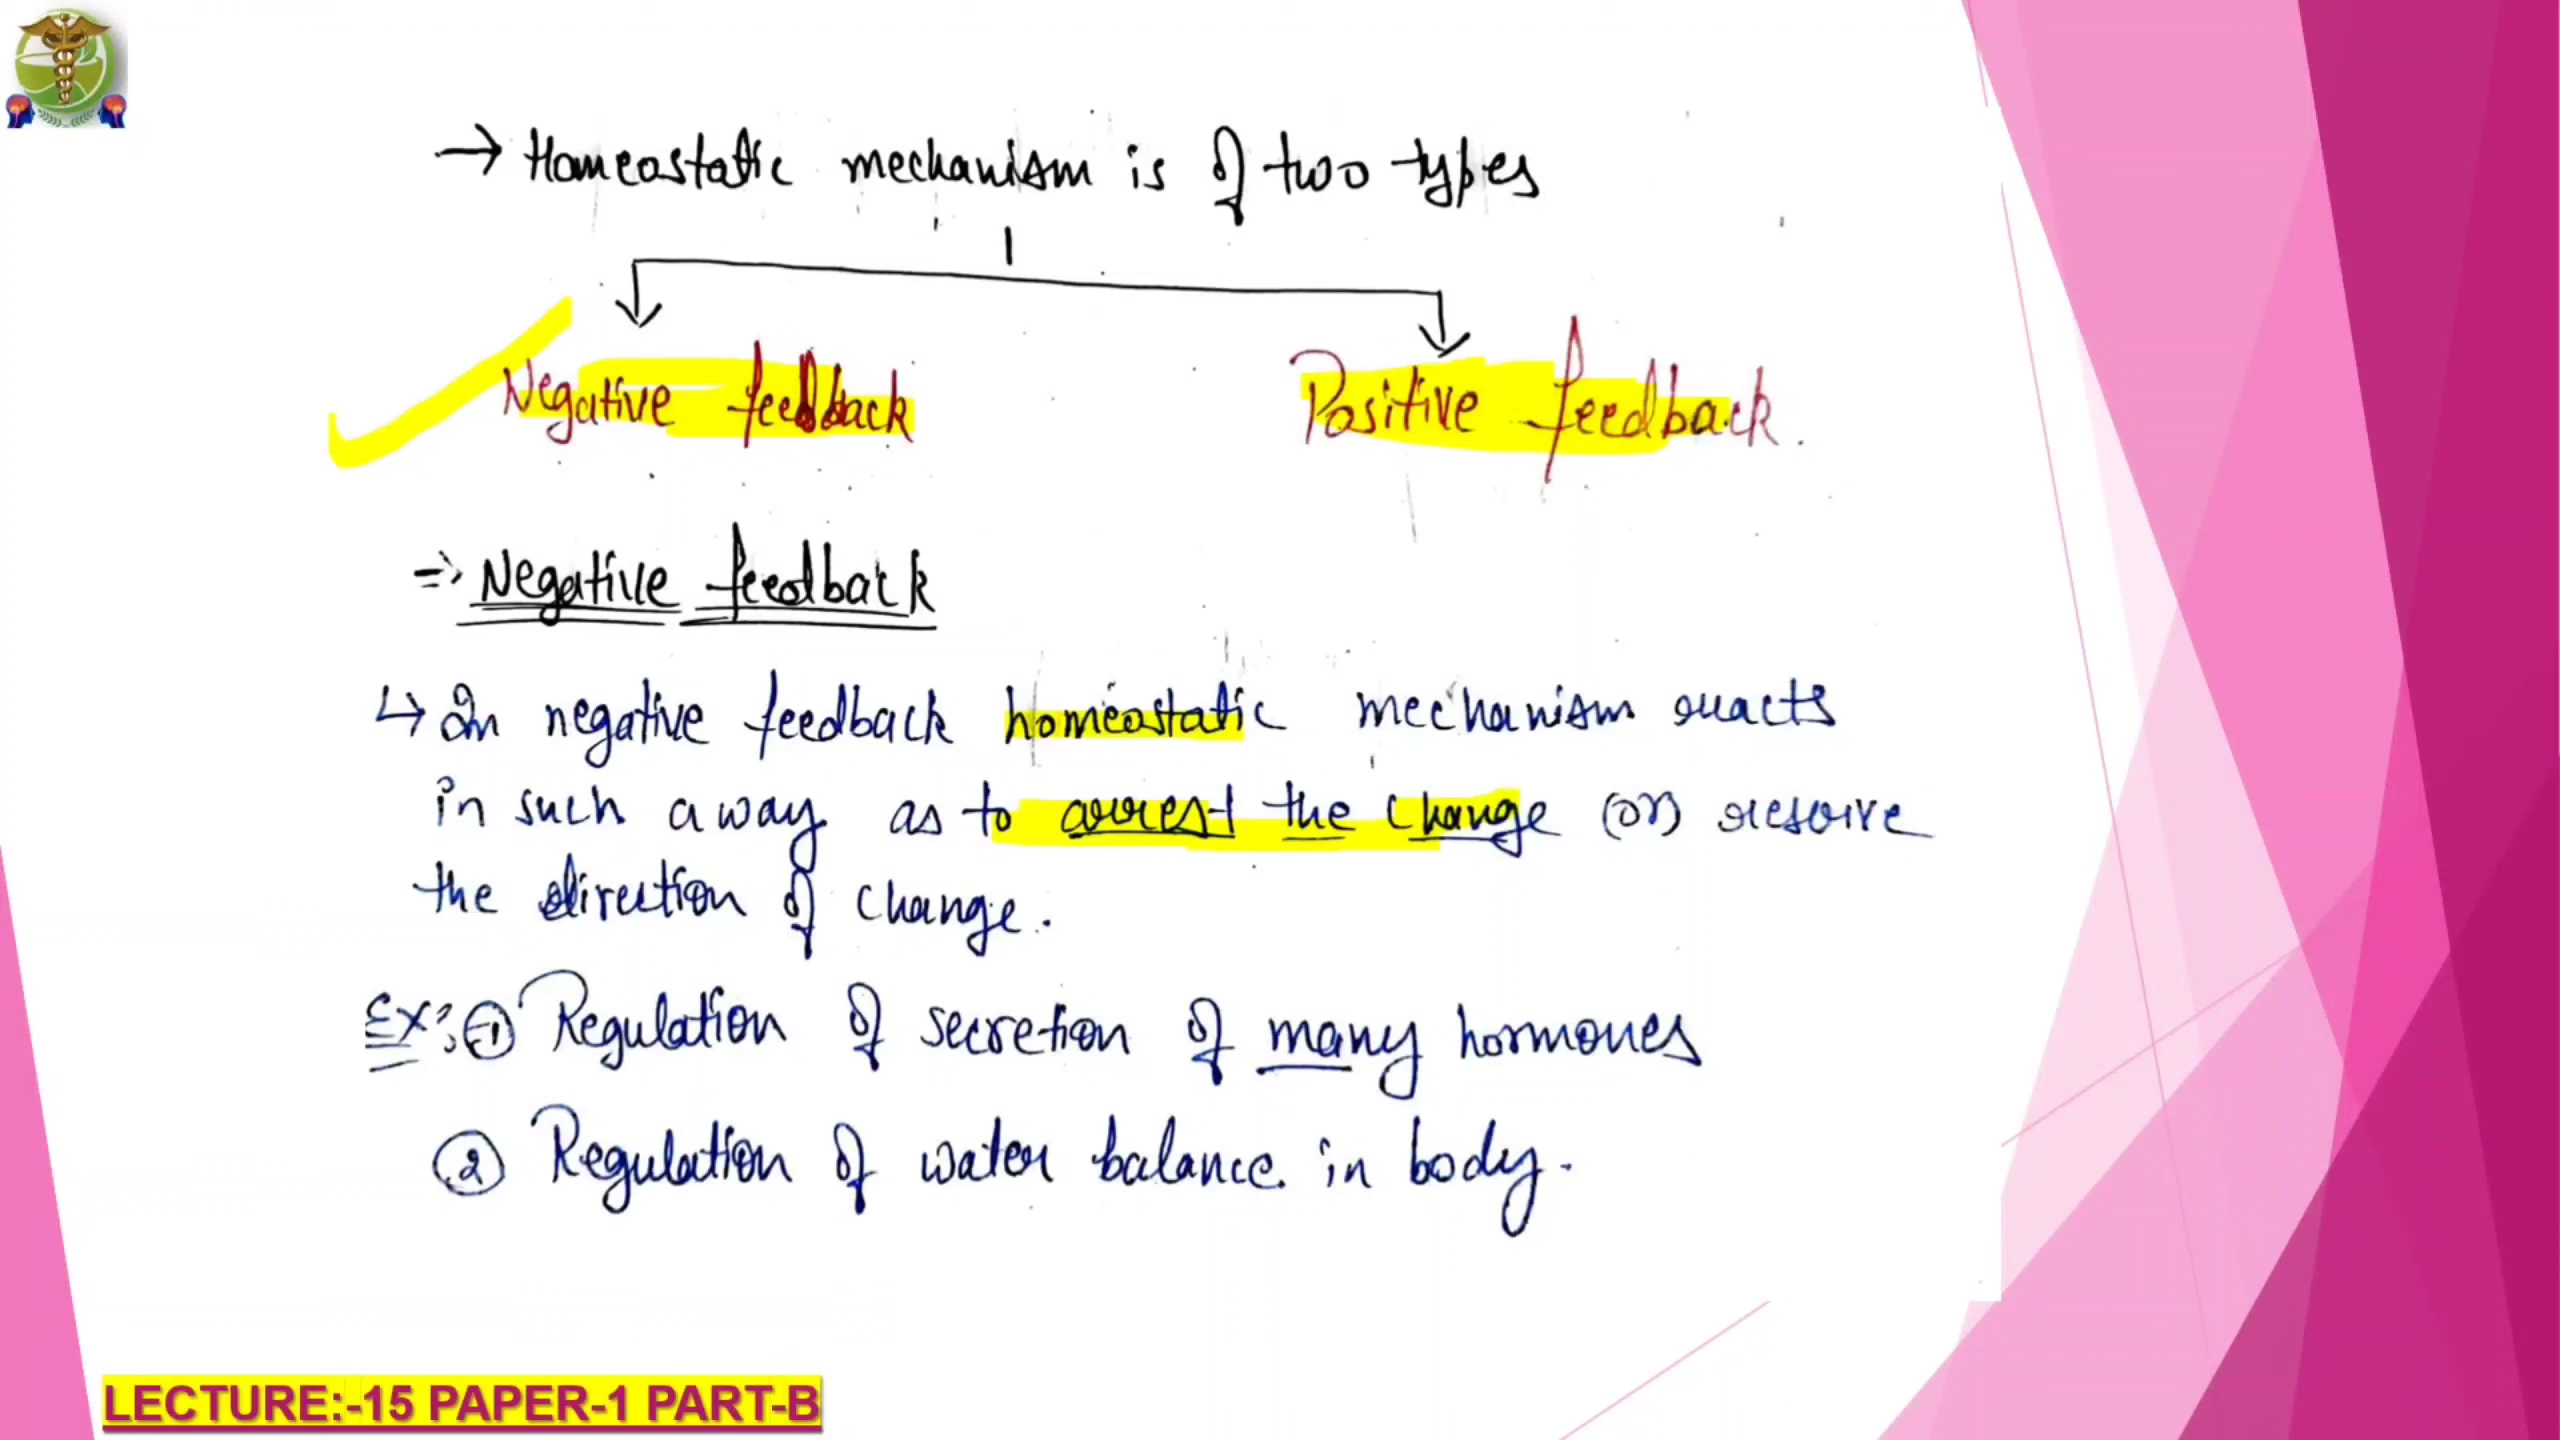 → Homeostatic mechanism is of two types
Negative feedback Positive feedback.
⇒ Negative feedback
↳ In negative feedback homeostatic mechanism reacts
in such a way as to arrest the change (or) resorve
the direction of change.
Ex:① Regulation of secretion of many hormones
② Regulation of water balance in body.
LECTURE:-15 PAPER-1 PART-B